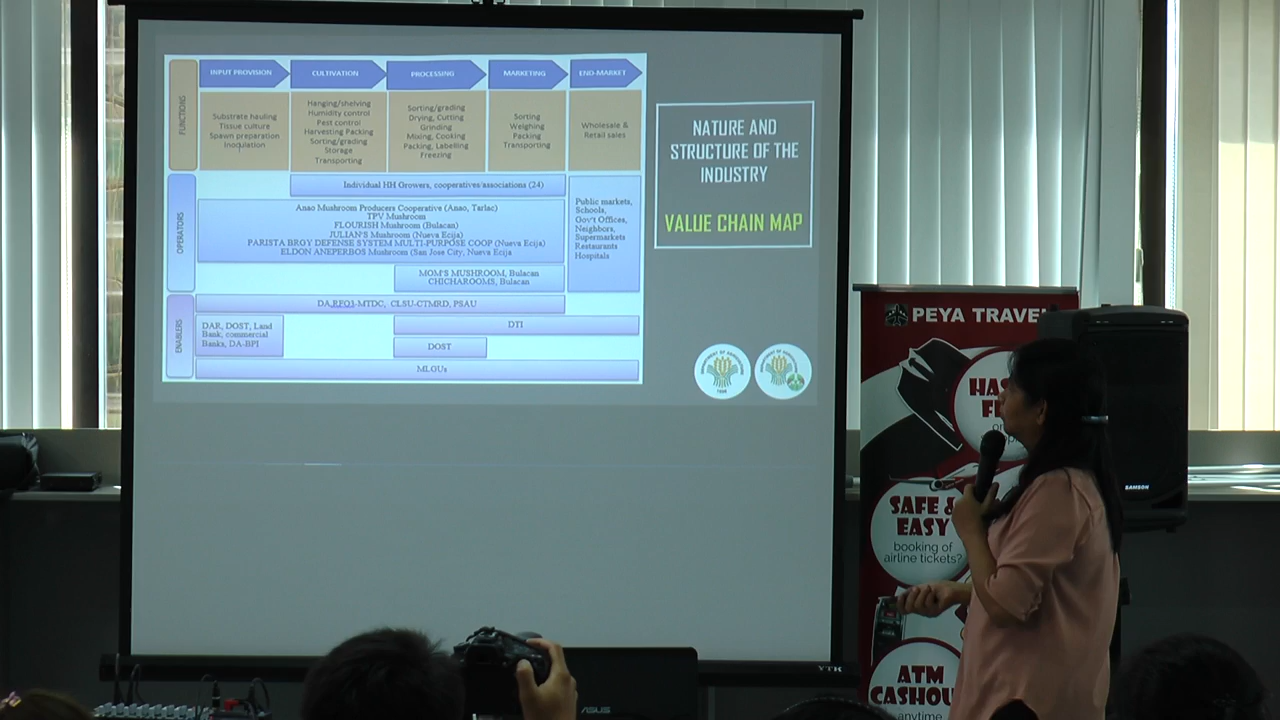 INPUT PROVISION
CULTIVATION
PROCESSING
MARKETING
END-MARKET
FUNCTIONS
Substrate hauling
Tissue culture
Spawn preparation
Inoculation
Hanging/shelving
Humidity control
Pest control
Harvesting Packing
Sorting/grading
Storage
Transporting
Sorting/grading
Drying, Cutting
Grinding
Mixing, Cooking
Packing, Labelling
Freezing
Sorting
Weighing
Packing
Transporting
Wholesale &
Retail sales
OPERATORS
Individual HH Growers, cooperatives/associations (24)
Anao Mushroom Producers Cooperative (Anao, Tarlac)
TPV Mushroom
FLOURISH Mushroom (Bulacan)
JULIAN'S Mushroom (Nueva Ecija)
PARISTA BRGY DEFENSE SYSTEM MULTI-PURPOSE COOP (Nueva Ecija)
ELDON ANEPERBOS Mushroom (San Jose City, Nueva Ecija
MOM'S MUSHROOM, Bulacan
CHICHAROOMS, Bulacan
Public markets,
Schools,
Gov't Offices,
Neighbors,
Supermarkets
Restaurants
Hospitals
ENABLERS
DA RFO3-MTDC, CLSU-CTMRD, PSAU
DAR, DOST, Land
Bank, commercial
Banks, DA-BPI
DTI
DOST
MLGUs
NATURE AND
STRUCTURE OF THE
INDUSTRY
VALUE CHAIN MAP
PEYA TRAVEL
SAFE &
EASY
booking of
airline tickets?
ATM
CASHOU
anytime
SAMSON
VTK
ASUS